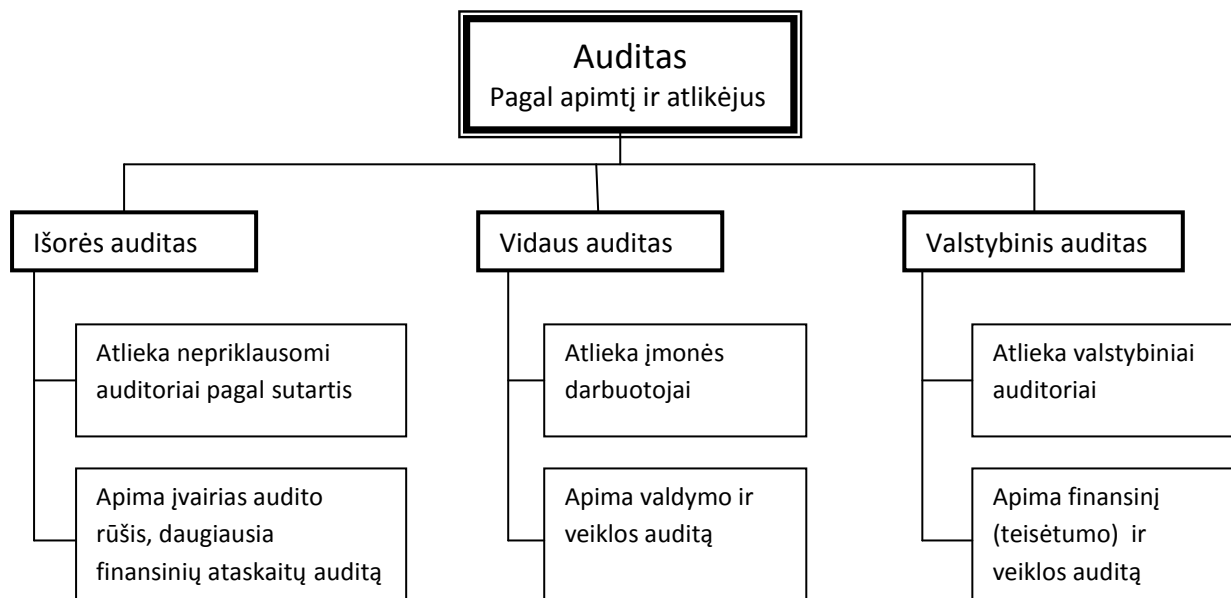 Auditas
Pagal apimtį ir atlikėjus
Išorės auditas
Atlieka nepriklausomi
auditoriai pagal sutartis
Apima įvairias audito
rūšis, daugiausia
finansinių ataskaitų auditą
Vidaus auditas
Atlieka įmonės
darbuotojai
Apima valdymo ir
veiklos auditą
Valstybinis auditas
Atlieka valstybiniai
auditoriai
Apima finansinį
(teisėtumo) ir
veiklos auditą